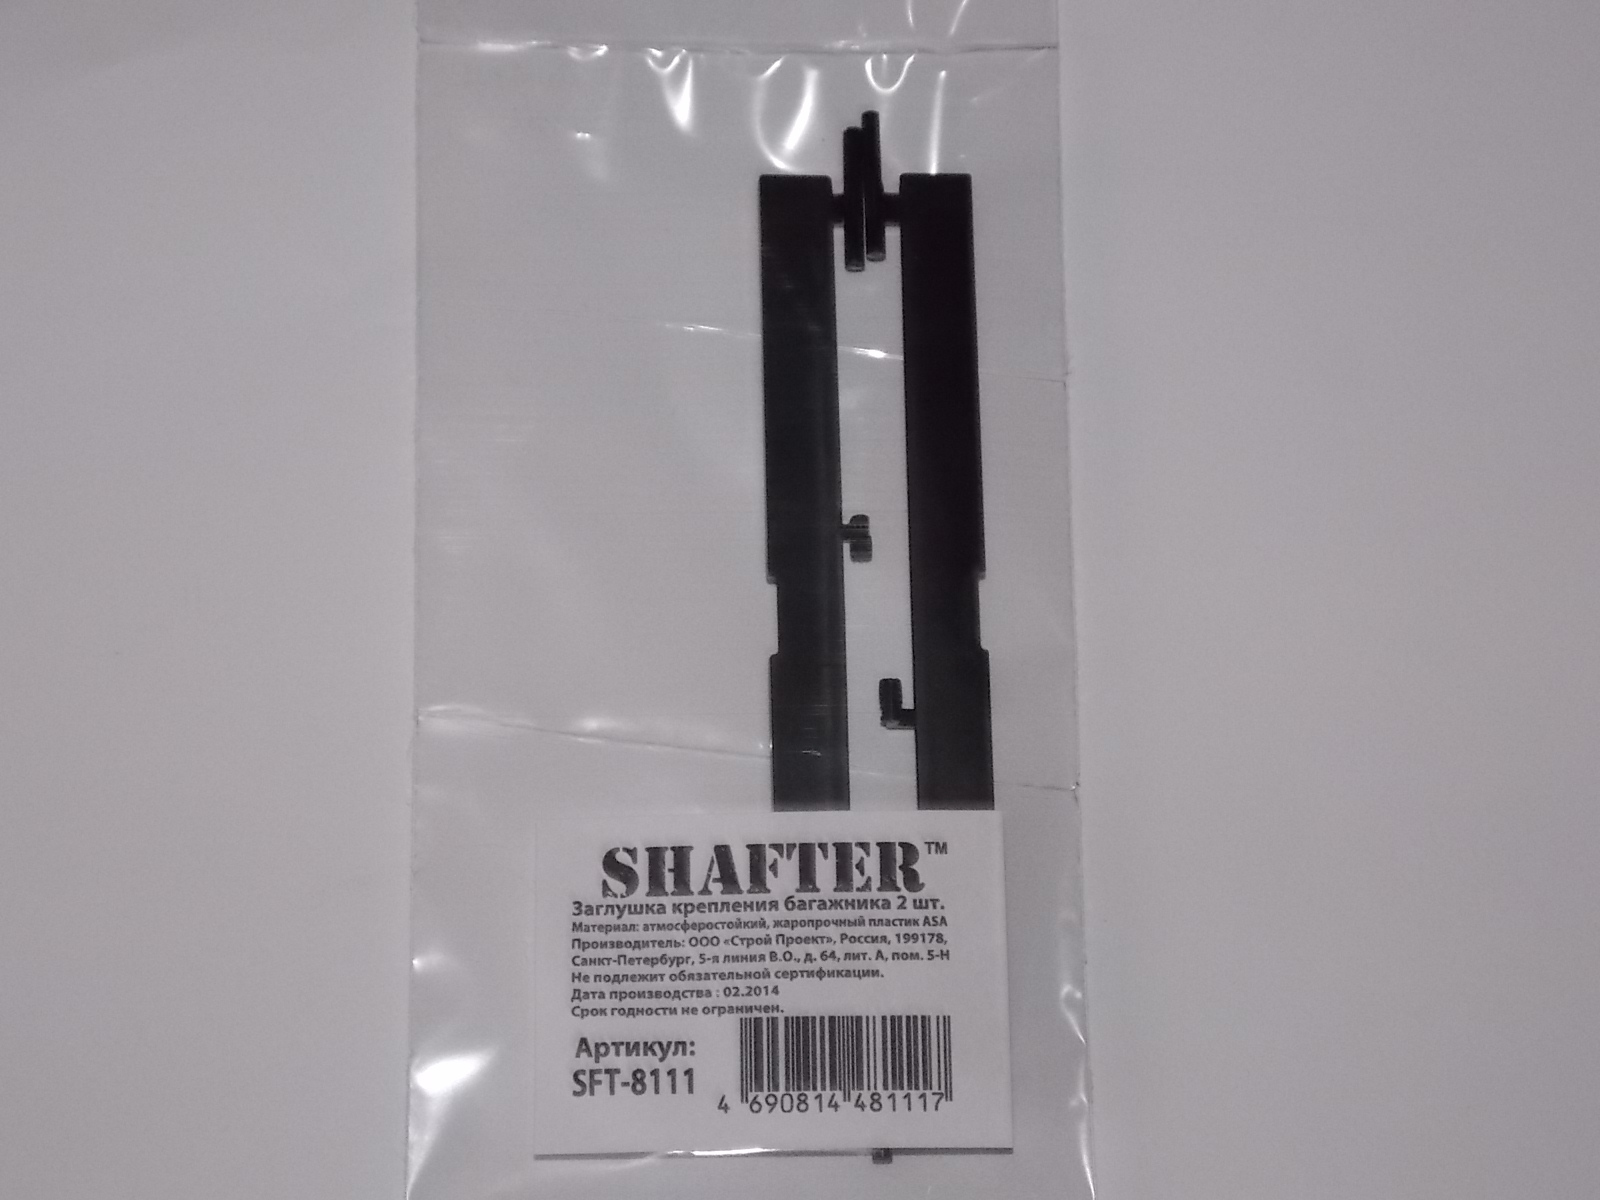 SHAFTER™
Заглушка крепления багажника 2 шт.
Материал: атмосферостойкий, жаропрочный пластик ASA
Производитель: ООО «Строй Проект», Россия, 199178,
Санкт-Петербург, 5-я линия В.О., д. 64, лит. А, пом. 5-Н
Не подлежит обязательной сертификации.
Дата производства : 02.2014
Срок годности не ограничен.
Артикул:
SFT-8111
4 690814 481117